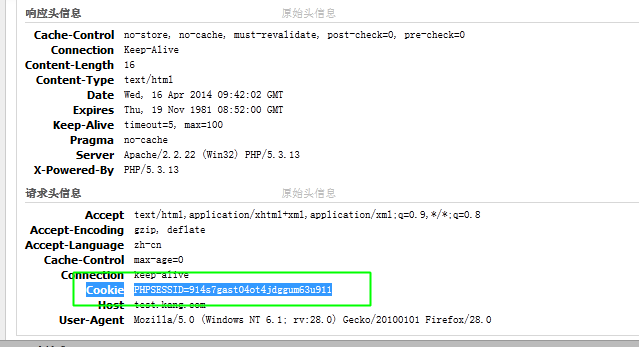 响应头信息 原始头信息
Cache-Control no-store, no-cache, must-revalidate, post-check=0, pre-check=0
Connection Keep-Alive
Content-Length 16
Content-Type text/html
Date Wed, 16 Apr 2014 09:42:02 GMT
Expires Thu, 19 Nov 1981 08:52:00 GMT
Keep-Alive timeout=5, max=100
Pragma no-cache
Server Apache/2.2.22 (Win32) PHP/5.3.13
X-Powered-By PHP/5.3.13
请求头信息 原始头信息
Accept text/html,application/xhtml+xml,application/xml;q=0.9,*/*;q=0.8
Accept-Encoding gzip, deflate
Accept-Language zh-cn
Cache-Control max-age=0
Connection keep-alive
Cookie PHPSESSID=914s7gast04ot4jdggum63u911
Host test.kang.com
User-Agent Mozilla/5.0 (Windows NT 6.1; rv:28.0) Gecko/20100101 Firefox/28.0